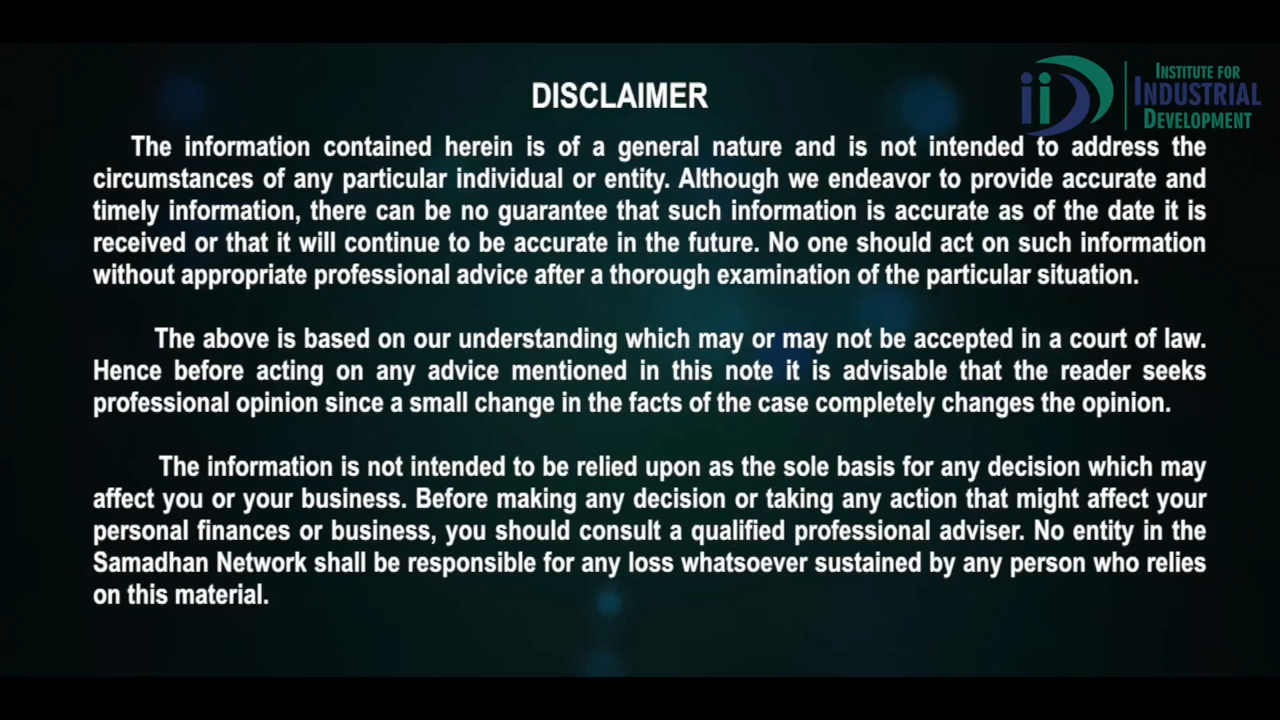 INSTITUTE FOR
INDUSTRIAL
DEVELOPMENT
DISCLAIMER
The information contained herein is of a general nature and is not intended to address the
circumstances of any particular individual or entity. Although we endeavor to provide accurate and
timely information, there can be no guarantee that such information is accurate as of the date it is
received or that it will continue to be accurate in the future. No one should act on such information
without appropriate professional advice after a thorough examination of the particular situation.
The above is based on our understanding which may or may not be accepted in a court of law.
Hence before acting on any advice mentioned in this note it is advisable that the reader seeks
professional opinion since a small change in the facts of the case completely changes the opinion.
The information is not intended to be relied upon as the sole basis for any decision which may
affect you or your business. Before making any decision or taking any action that might affect your
personal finances or business, you should consult a qualified professional adviser. No entity in the
Samadhan Network shall be responsible for any loss whatsoever sustained by any person who relies
on this material.